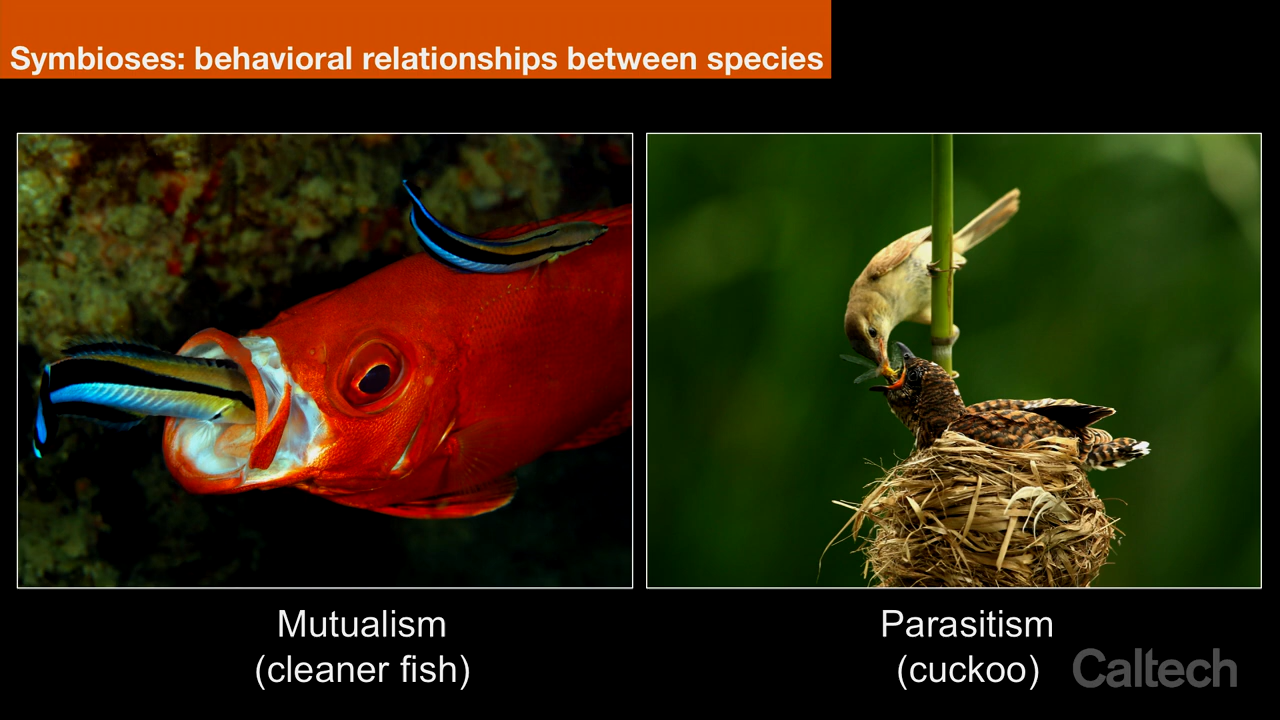 Symbioses: behavioral relationships between species
Mutualism
(cleaner fish)
Parasitism
(cuckoo)
Caltech